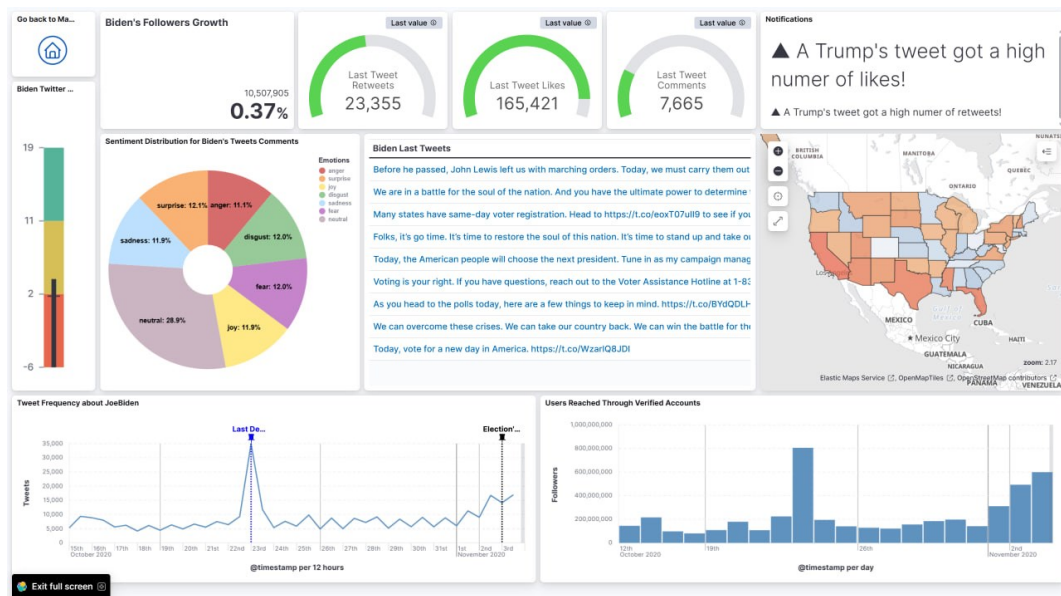 Go back to Ma...
Biden's Followers Growth
10,507,905
0.37%
Last value
Last Tweet
Retweets
23,355
Last value
Last Tweet Likes
165,421
Last value
Last Tweet
Comments
7,665
Notifications
▲ A Trump's tweet got a high
numer of likes!
▲ A Trump's tweet got a high numer of retweets!
Biden Twitter ...
19
11
2
-6
Sentiment Distribution for Biden's Tweets Comments
Emotions
anger
surprise
joy
disgust
sadness
fear
neutral
surprise: 12.1%
anger: 11.1%
sadness: 11.9%
disgust: 12.0%
fear: 12.0%
neutral: 28.9%
joy: 11.9%
Biden Last Tweets
Before he passed, John Lewis left us with marching orders. Today, we must carry them out
We are in a battle for the soul of the nation. And you have the ultimate power to determine
Many states have same-day voter registration. Head to https://t.co/eoxT07ull9 to see if you
Folks, it's go time. It's time to restore the soul of this nation. It's time to stand up and take
Today, the American people will choose the next president. Tune in as my campaign manag
Voting is your right. If you have questions, reach out to the Voter Assistance Hotline at 1-83
As you head to the polls today, here are a few things to keep in mind. https://t.co/BYdQDLH
We can overcome these crises. We can take our country back. We can win the battle for the
Today, vote for a new day in America. https://t.co/WzarlQ8JDI
BRITISH
COLUMBIA
MANITOBA
NUNATSI
QUEBEC
ONTARIO
MEXICO
Mexico City
CUBA
HAITI
GUATEMALA
NICARAGUA
PANAMA
VENEZUELA
zoom: 2.17
Elastic Maps Service, OpenMapTiles, OpenStreetMap contributors
Tweet Frequency about JoeBiden
Last De...
Election'...
Tweets
35,000
30,000
25,000
20,000
15,000
10,000
5,000
0
15th
October 2020
16th
17th
18th
19th
20th
21st
22nd
23rd
24th
25th
26th
27th
28th
29th
30th
31st
1st
November 2020
2nd
3rd
@timestamp per 12 hours
Users Reached Through Verified Accounts
Followers
1,000,000,000
800,000,000
600,000,000
400,000,000
200,000,000
0
12th
October 2020
19th
26th
2nd
November 2020
@timestamp per day
Exit full screen